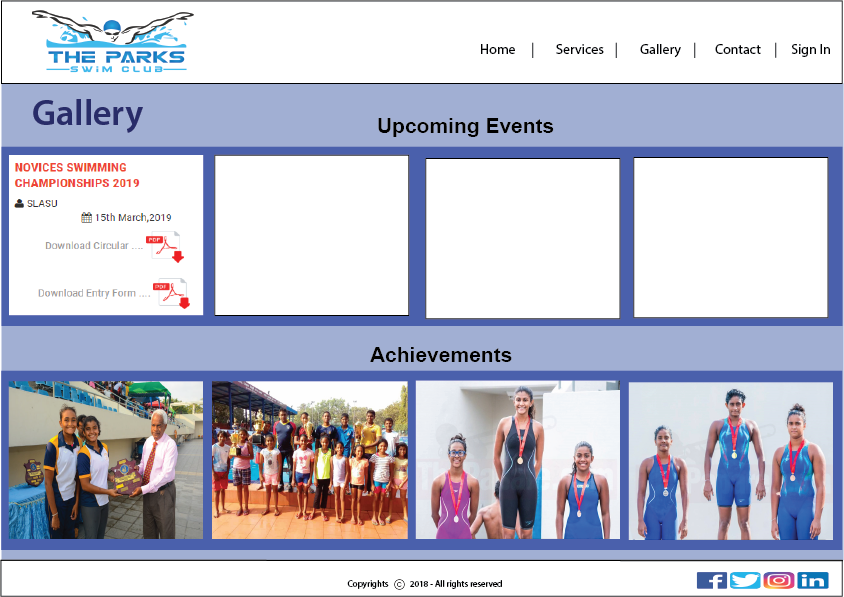 THE PARKS
SWIM CLUB
Home | Services | Gallery | Contact | Sign In
Gallery
Upcoming Events
NOVICES SWIMMING
CHAMPIONSHIPS 2019
SLASU
15th March,2019
Download Circular ....
PDF
Download Entry Form ....
PDF
Achievements
Copyrights © 2018 - All rights reserved
f
in